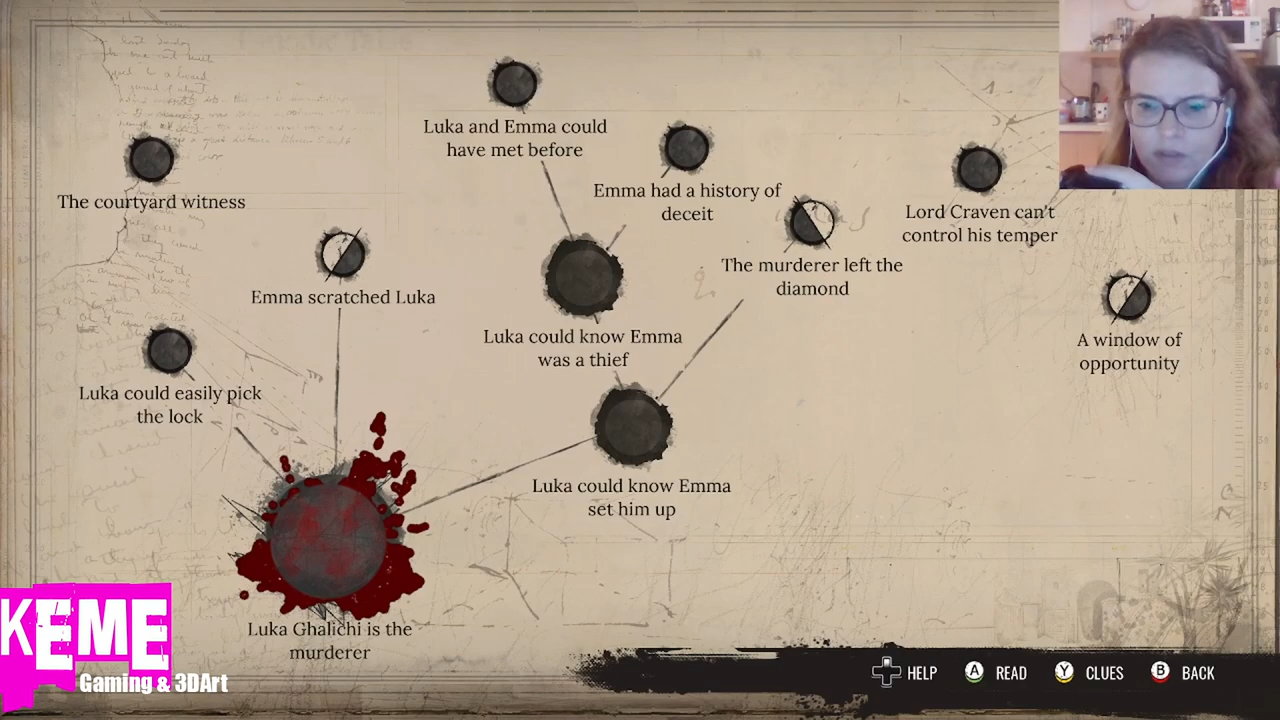 Luka and Emma could
have met before
Emma had a history of
deceit
The courtyard witness
Lord Craven can't
control his temper
The murderer left the
diamond
Emma scratched Luka
Luka could know Emma
was a thief
A window of
opportunity
Luka could easily pick
the lock
Luka could know Emma
set him up
Luka Ghalichi is the
murderer
KEME
Gaming & 3DArt
HELP A READ Y CLUES B BACK